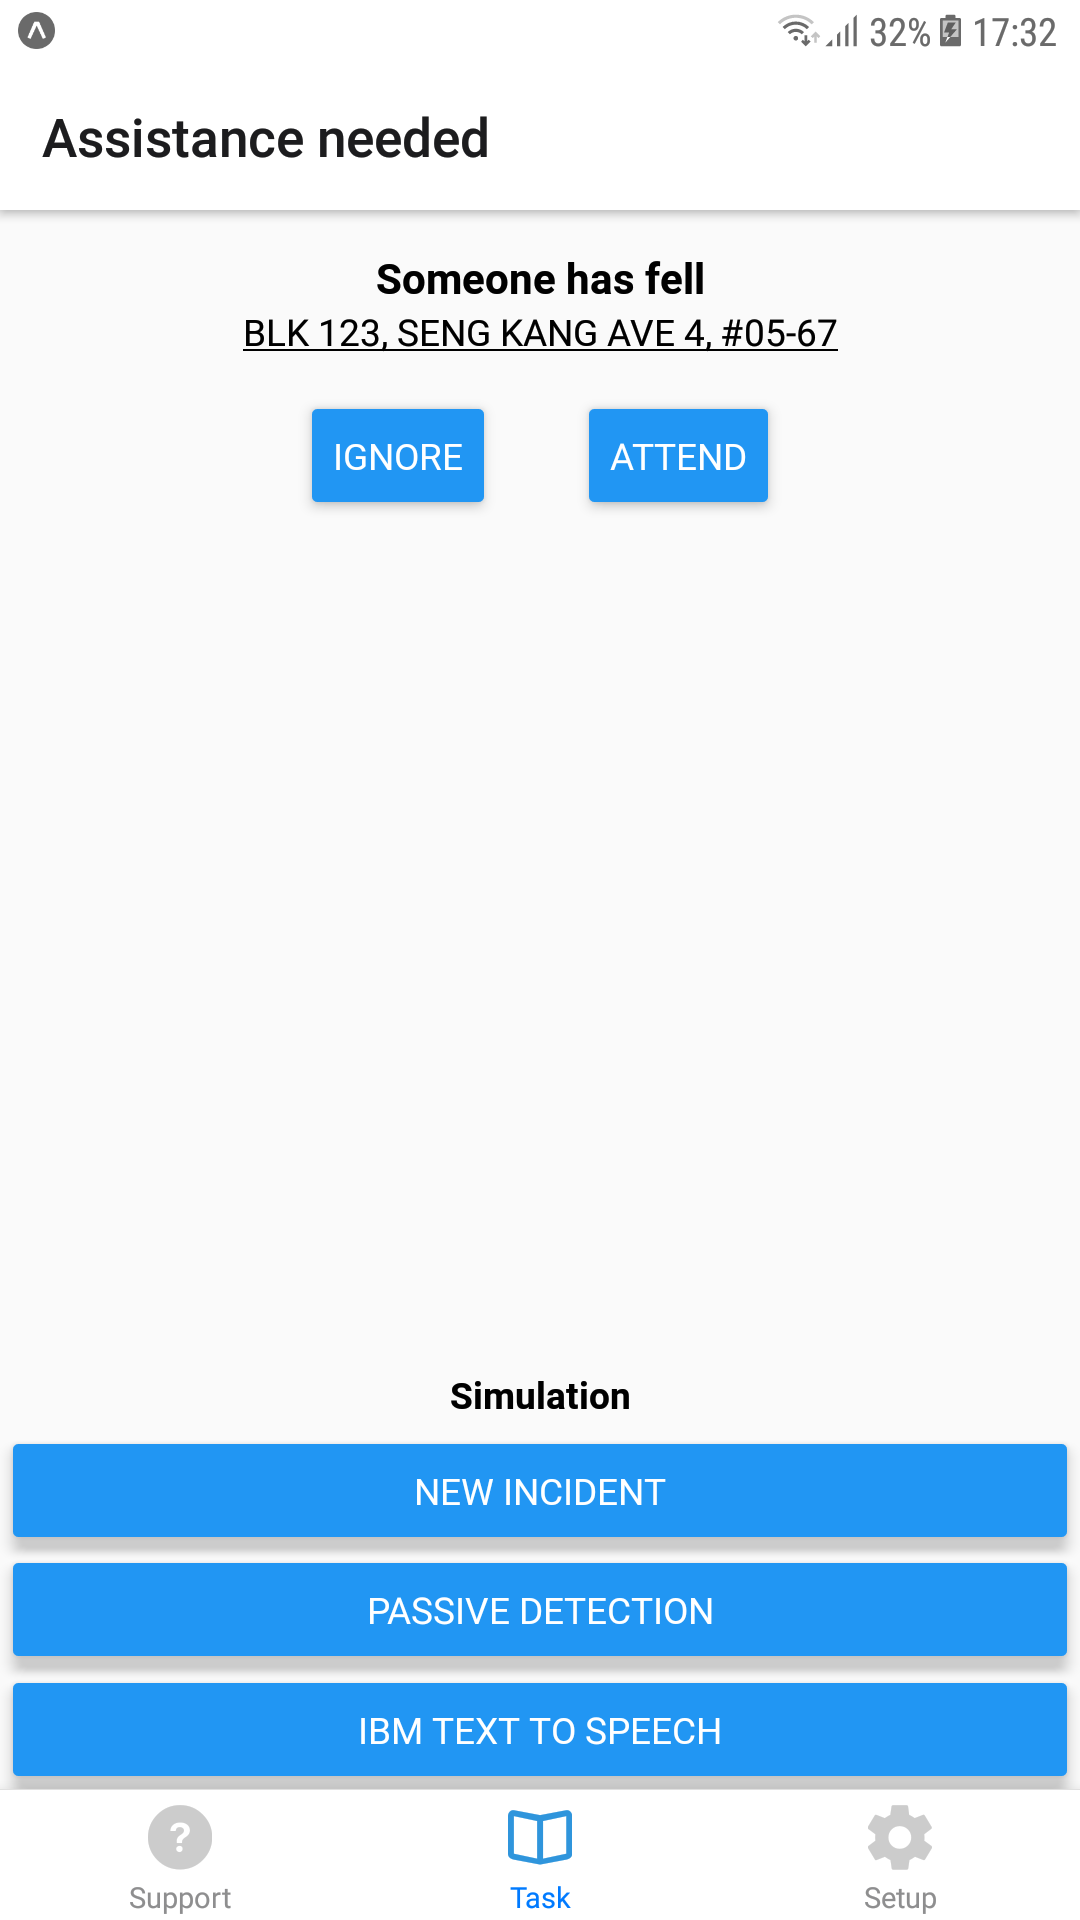 32% 17:32
Assistance needed
Someone has fell
BLK 123, SENG KANG AVE 4, #05-67
IGNORE ATTEND
Simulation
NEW INCIDENT
PASSIVE DETECTION
IBM TEXT TO SPEECH
Support Task Setup